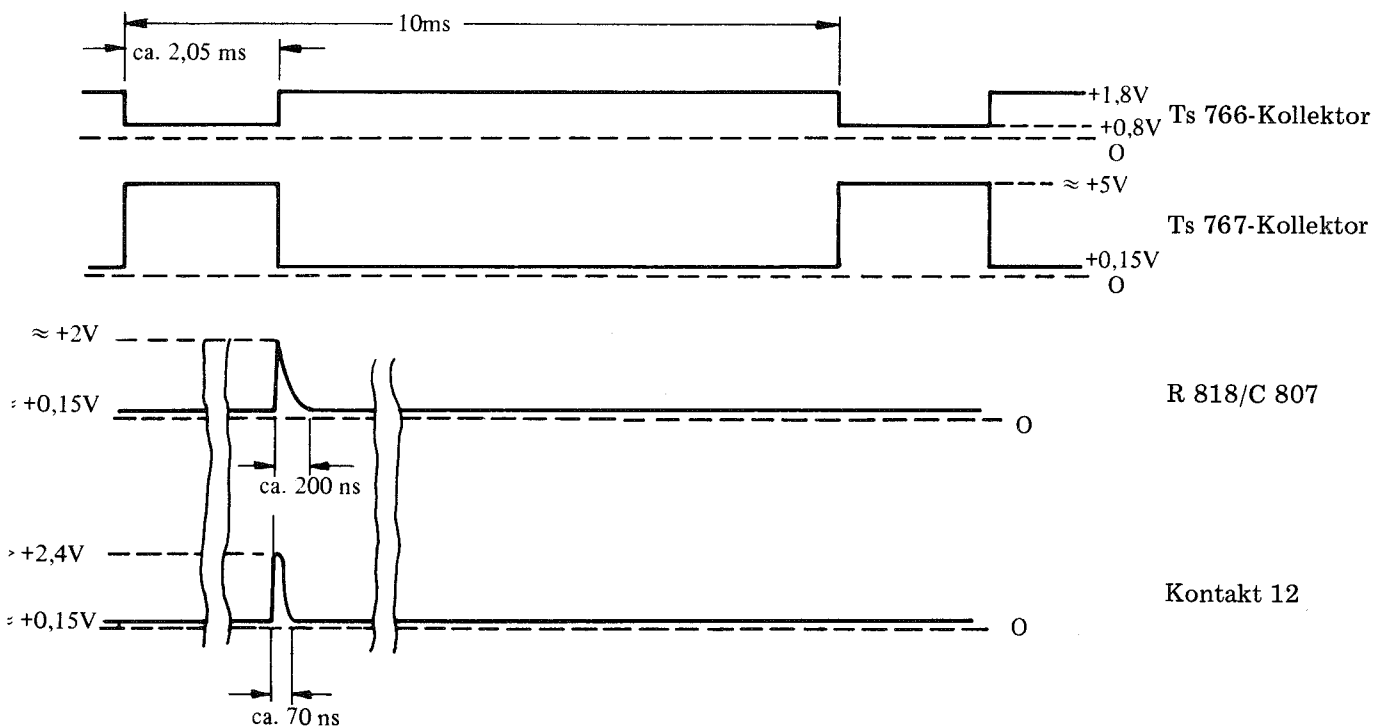 10ms
ca. 2,05 ms
+1,8V
Ts 766-Kollektor
+0,8V
O
≈ +5V
Ts 767-Kollektor
+0,15V
O
≈ +2V
R 818/C 807
+0,15V
O
ca. 200 ns
+2,4V
Kontakt 12
+0,15V
O
ca. 70 ns